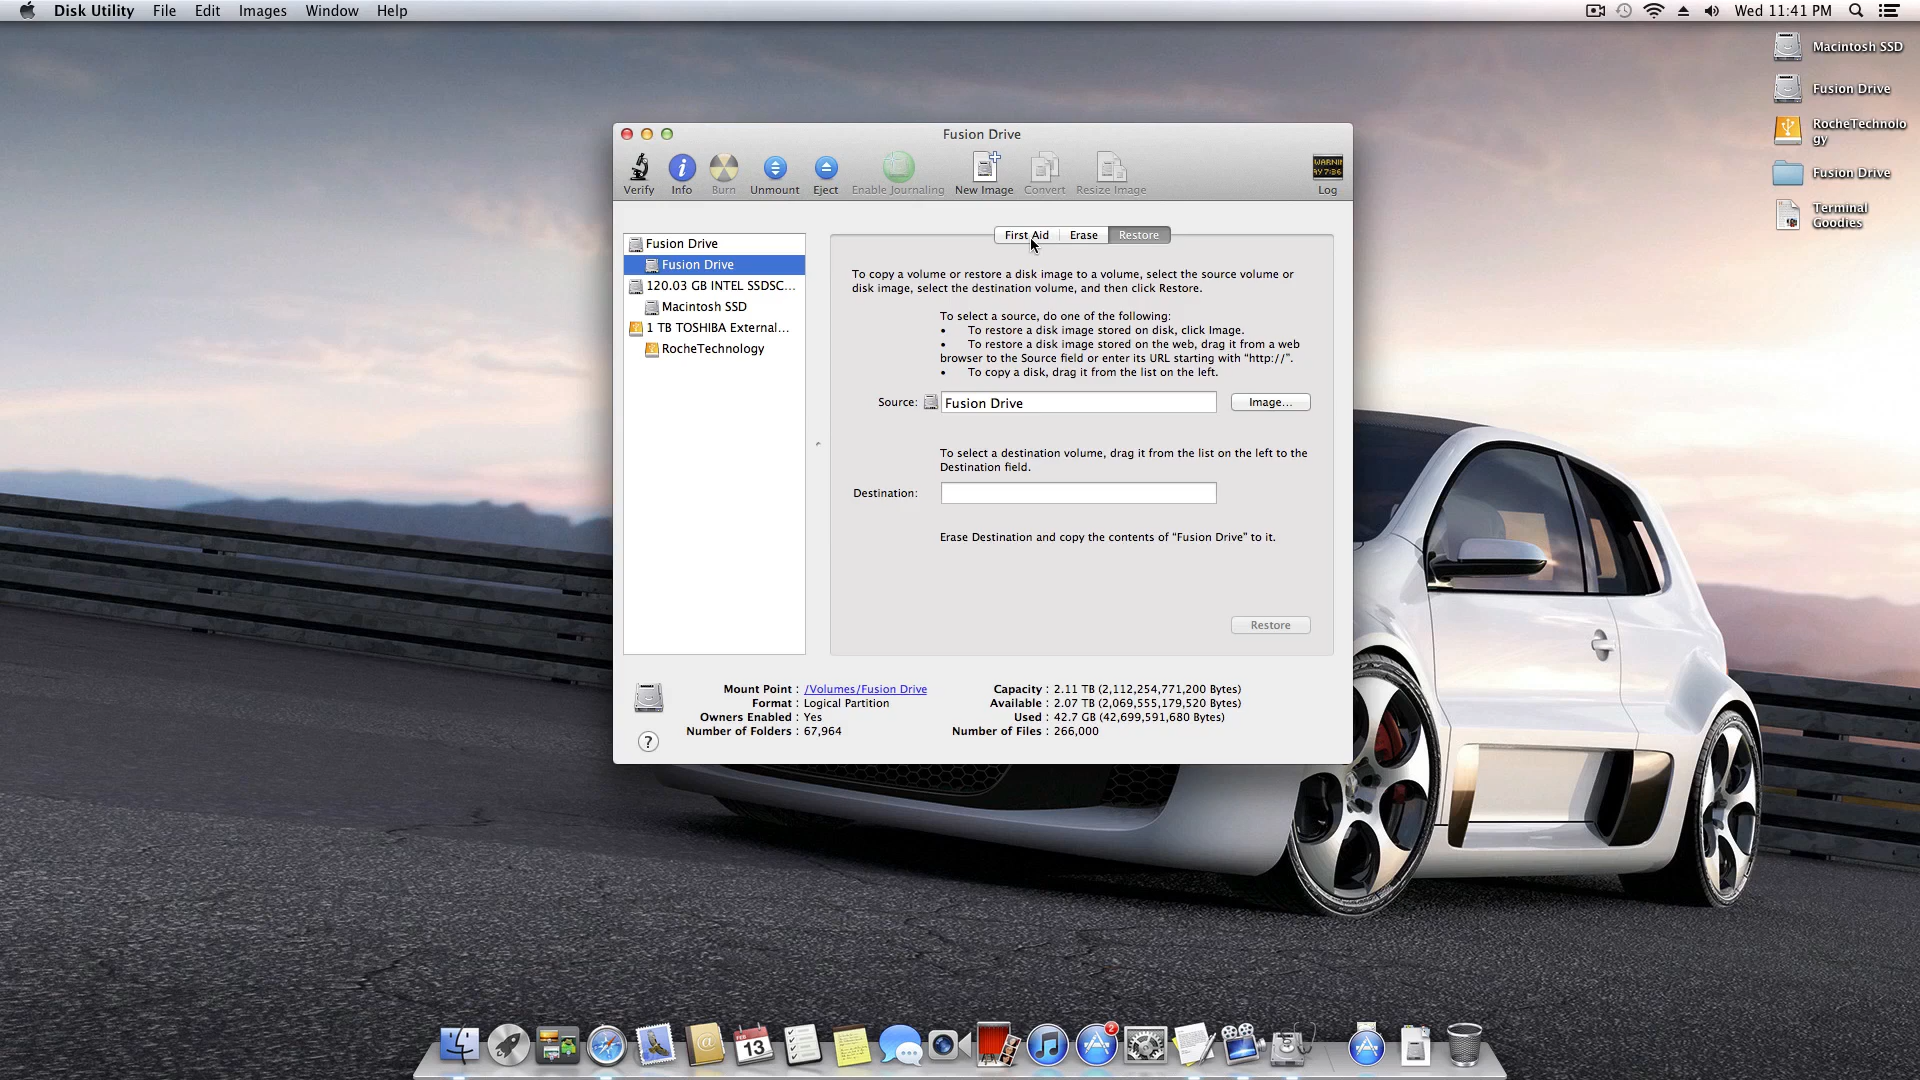 Disk Utility File Edit Images Window Help Wed 11:41 PM
Macintosh SSD
Fusion Drive
RocheTechnolo
gy
Fusion Drive
Terminal
Goodies
Fusion Drive
Verify Info Burn Unmount Eject Enable Journaling New Image Convert Resize Image Log
Fusion Drive
Fusion Drive
120.03 GB INTEL SSDSC...
Macintosh SSD
1 TB TOSHIBA External...
RocheTechnology
First Aid Erase Restore
To copy a volume or restore a disk image to a volume, select the source volume or
disk image, select the destination volume, and then click Restore.
To select a source, do one of the following:
• To restore a disk image stored on disk, click Image.
• To restore a disk image stored on the web, drag it from a web
browser to the Source field or enter its URL starting with “http://”.
• To copy a disk, drag it from the list on the left.
Source: Fusion Drive Image...
To select a destination volume, drag it from the list on the left to the
Destination field.
Destination:
Erase Destination and copy the contents of “Fusion Drive” to it.
Restore
Mount Point : /Volumes/Fusion Drive Capacity : 2.11 TB (2,112,254,771,200 Bytes)
Format : Logical Partition Available : 2.07 TB (2,069,555,179,520 Bytes)
Owners Enabled : Yes Used : 42.7 GB (42,699,591,680 Bytes)
Number of Folders : 67,964 Number of Files : 266,000
?
FEB
13
2